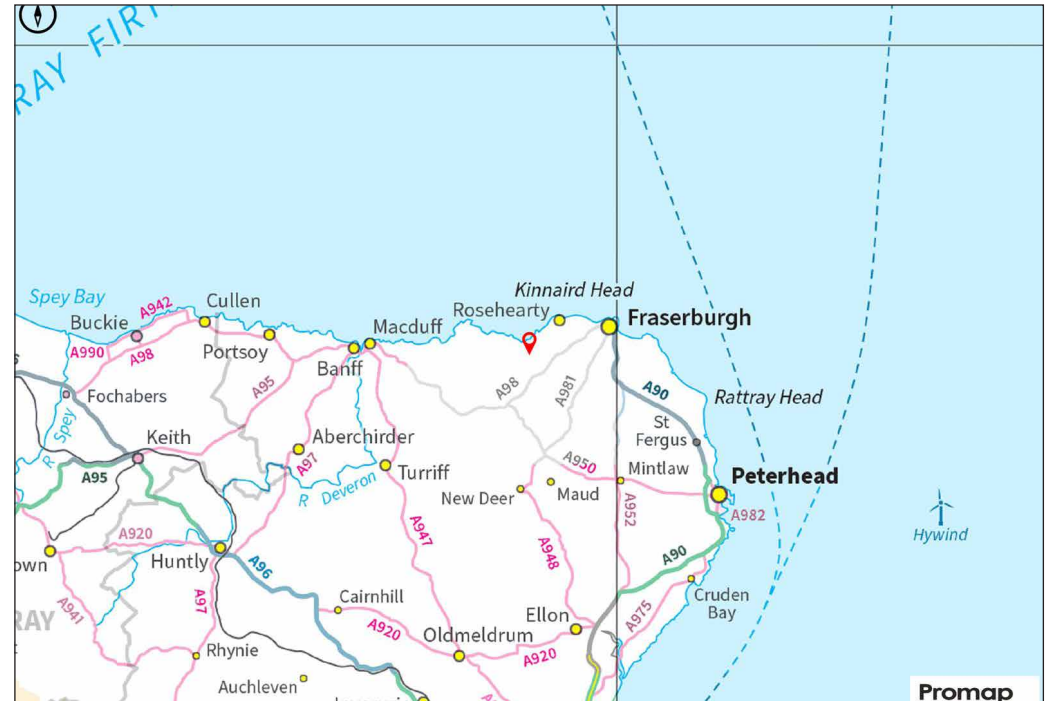 RAY FIRT
Spey Bay
A942
Cullen
Kinnaird Head
Buckie
Rosehearty
Macduff
Fraserburgh
A990
A98
Portsoy
Banff
A95
A98
A981
A90
Fochabers
Rattray Head
Spey
R
Keith
Aberchirder
St
Fergus
A97
A95
R Deveron
Turriff
A950
Mintlaw
Peterhead
New Deer
Maud
A952
A982
A920
A947
Hywind
own
Huntly
A96
A948
A90
A941
A97
Cairnhill
Cruden
Bay
RAY
A920
Ellon
A975
Oldmeldrum
A920
Rhynie
Auchleven
Promap